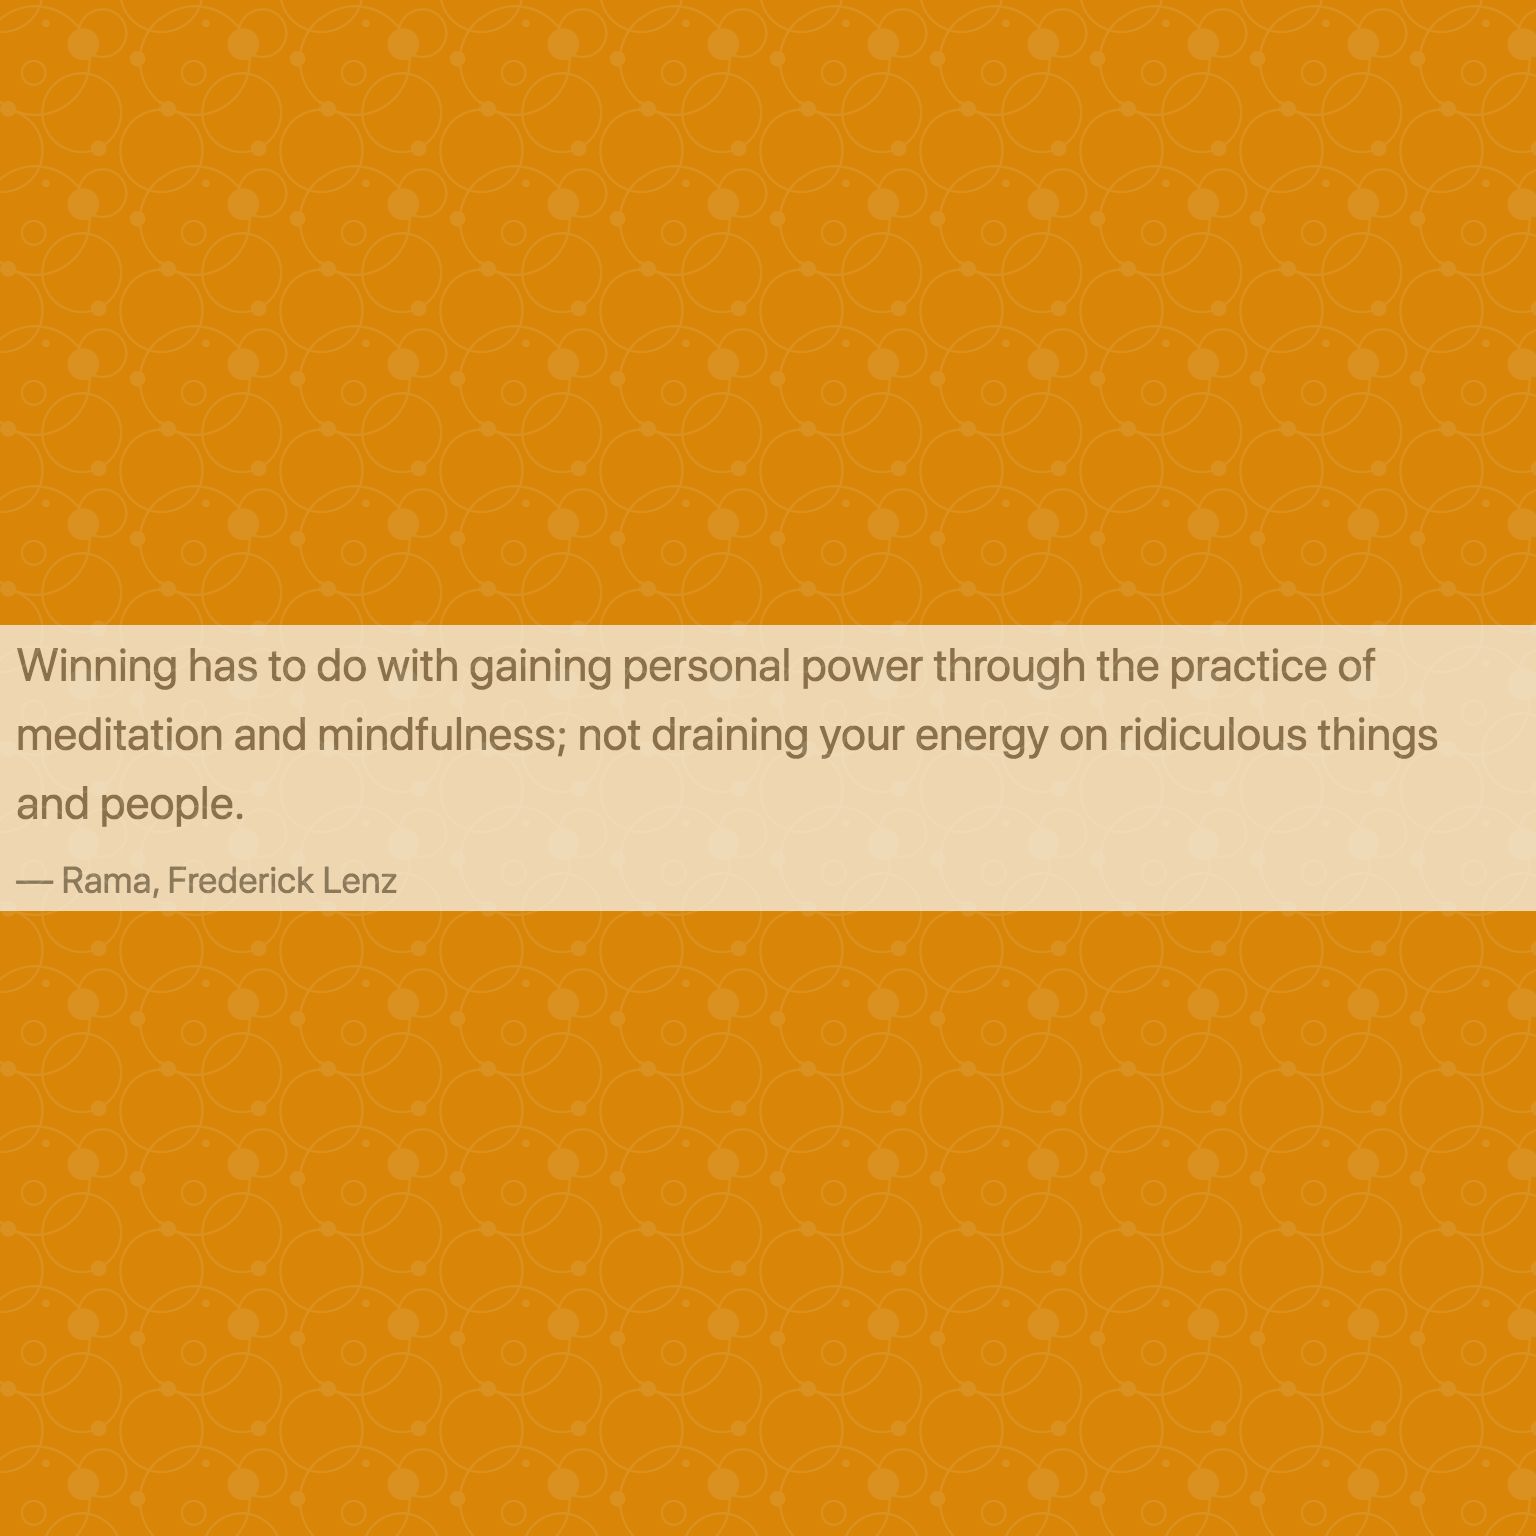 Winning has to do with gaining personal power through the practice of
meditation and mindfulness; not draining your energy on ridiculous things
and people.
— Rama, Frederick Lenz